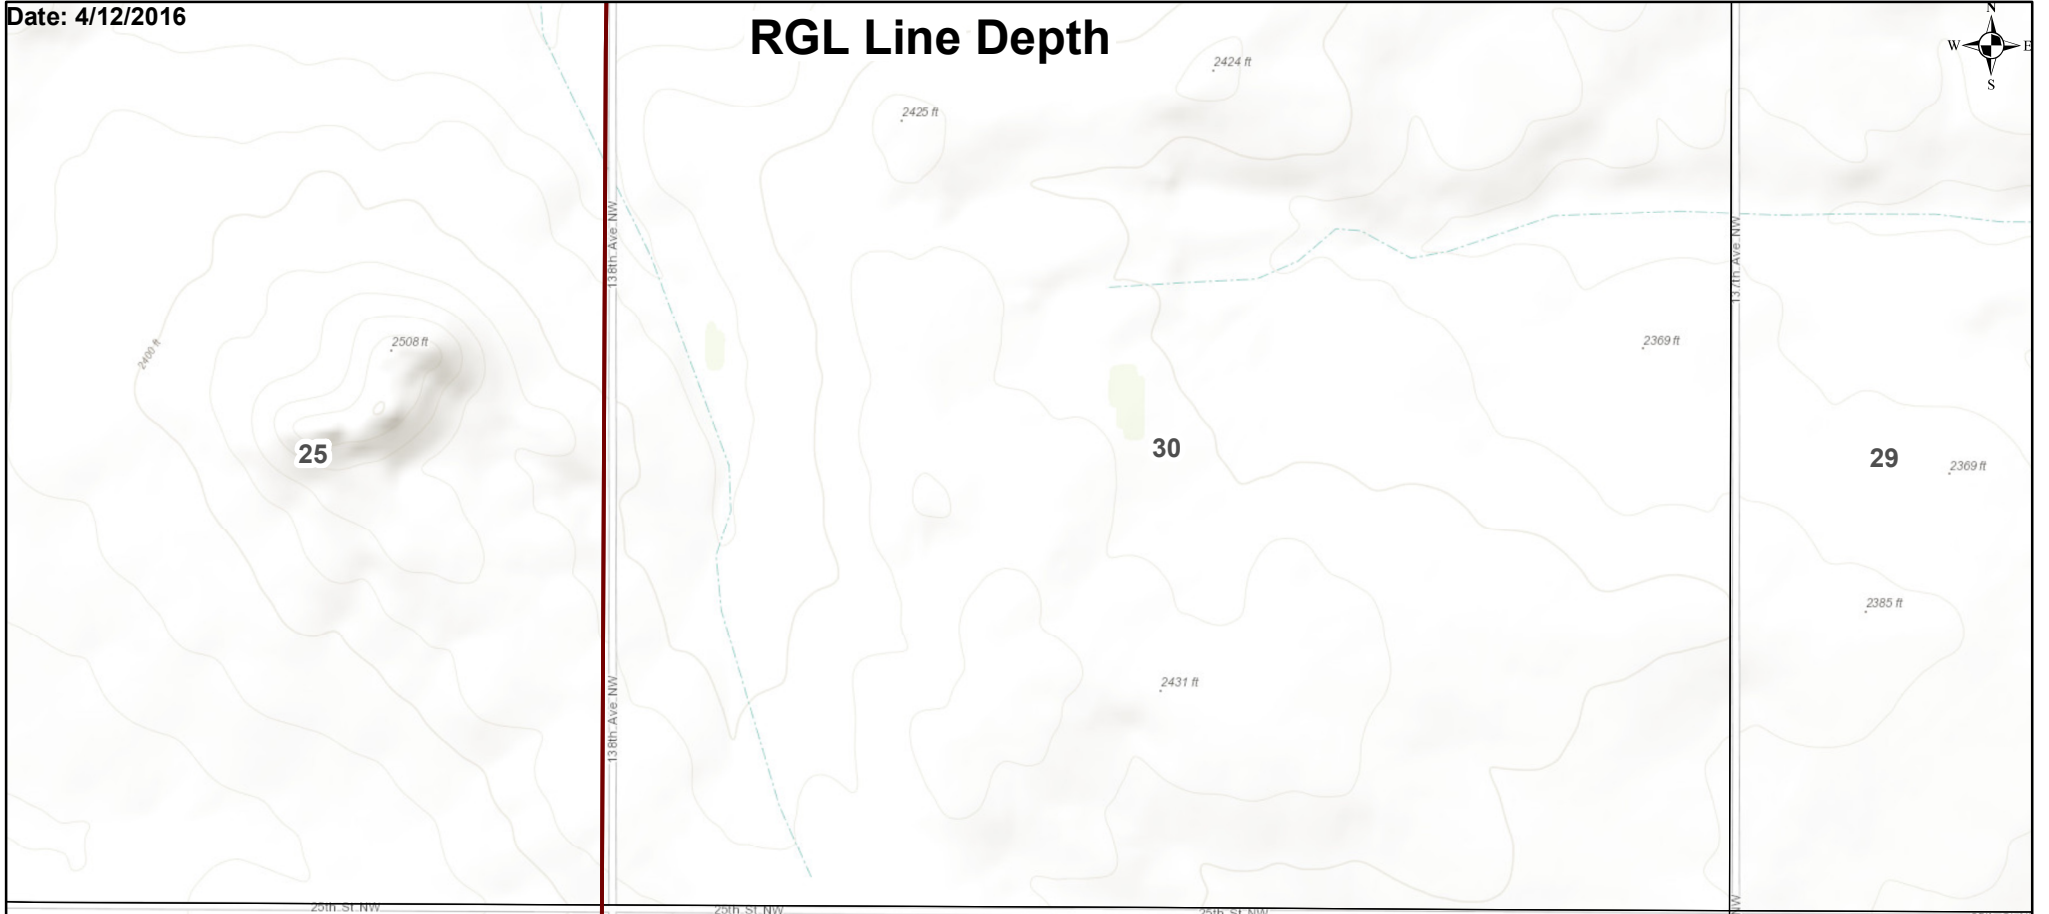 Date: 4/12/2016
RGL Line Depth
N
W E
S
2424 ft
2425 ft
138th Ave NW
137th Ave NW
2508 ft
2400 ft
2369 ft
25
30
29
2369 ft
2385 ft
2431 ft
138th Ave NW
NW
25th St NW
25th St NW
25th St NW